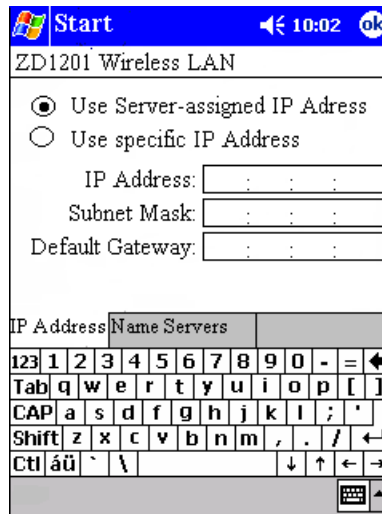 Start 10:02 ok
ZD1201 Wireless LAN
Use Server-assigned IP Adress
Use specific IP Address
IP Address: : : :
Subnet Mask: : : :
Default Gateway: : : :
IP Address Name Servers
123 1 2 3 4 5 6 7 8 9 0 - =
Tab q w e r t y u i o p [ ]
CAP a s d f g h j k l ; '
Shift z x c v b n m , . /
Ctl áü ` \ ↓ ↑ ← →